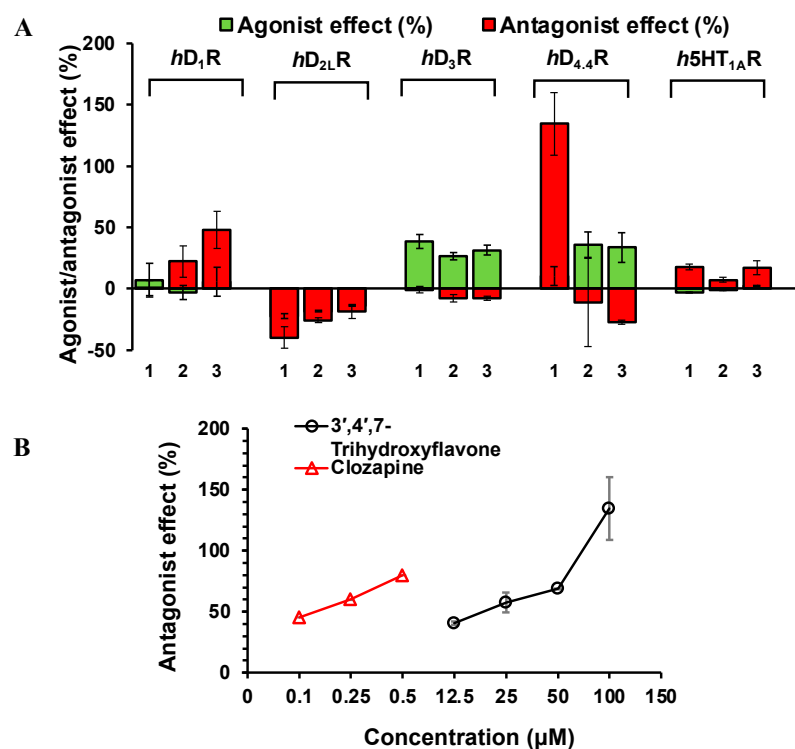 A
Agonist effect (%) Antagonist effect (%)
Agonist/antagonist effect (%)
200
150
100
50
0
-50
hD1R hD2LR hD3R hD4.4R h5HT1AR
1 2 3 1 2 3 1 2 3 1 2 3 1 2 3
B
3′,4′,7-
Trihydroxyflavone
Clozapine
Antagonist effect (%)
200
150
100
50
0
0 0.1 0.25 0.5 12.5 25 50 100 150
Concentration (µM)